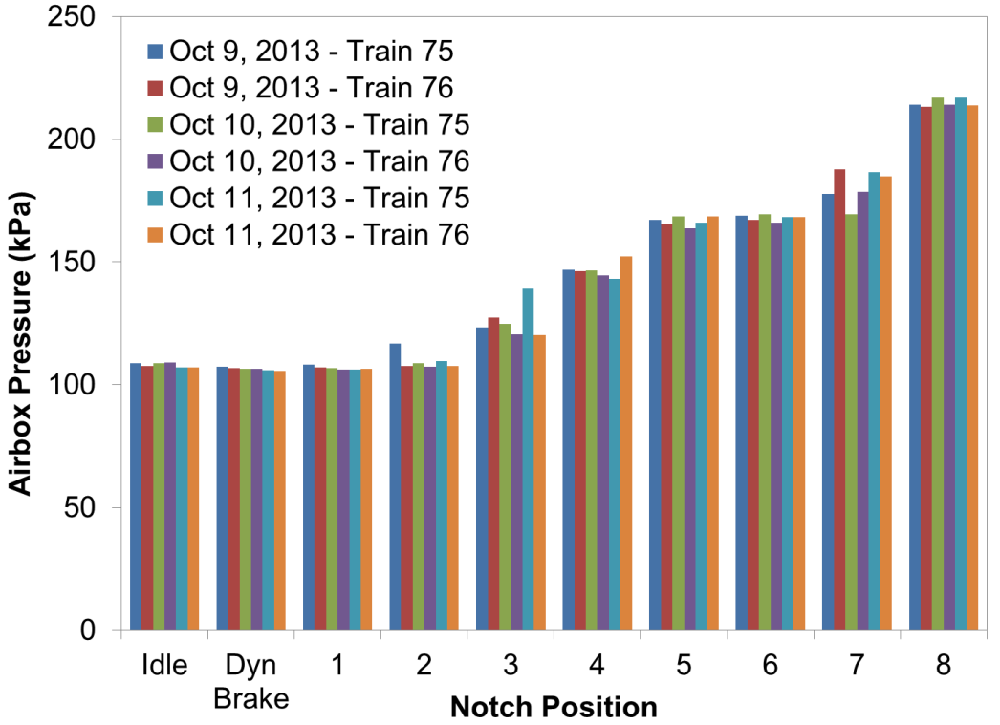 250
200
150
100
50
0
Airbox Pressure (kPa)
Oct 9, 2013 - Train 75
Oct 9, 2013 - Train 76
Oct 10, 2013 - Train 75
Oct 10, 2013 - Train 76
Oct 11, 2013 - Train 75
Oct 11, 2013 - Train 76
Idle Dyn Brake 1 2 3 4 5 6 7 8
Notch Position